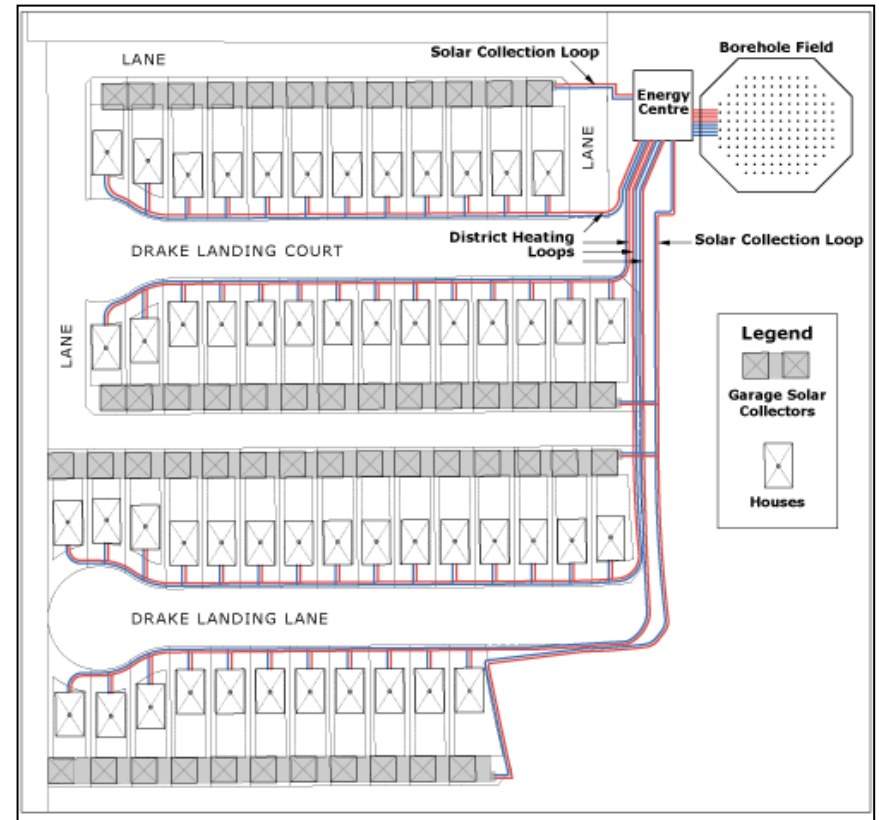 LANE
Solar Collection Loop
Borehole Field
Energy
Centre
LANE
District Heating
Loops
Solar Collection Loop
DRAKE LANDING COURT
LANE
Legend
Garage Solar
Collectors
Houses
DRAKE LANDING LANE